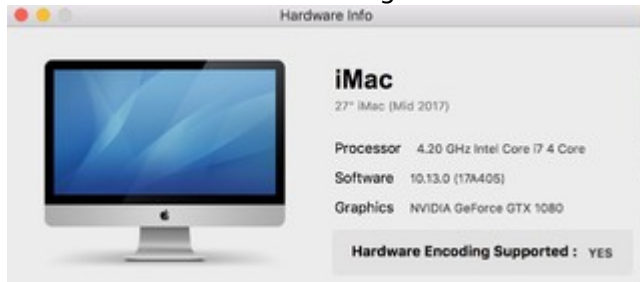 Hardware Info
iMac
27" iMac (Mid 2017)
Processor 4.20 GHz Intel Core i7 4 Core
Software 10.13.0 (17A405)
Graphics NVIDIA GeForce GTX 1080
Hardware Encoding Supported : YES